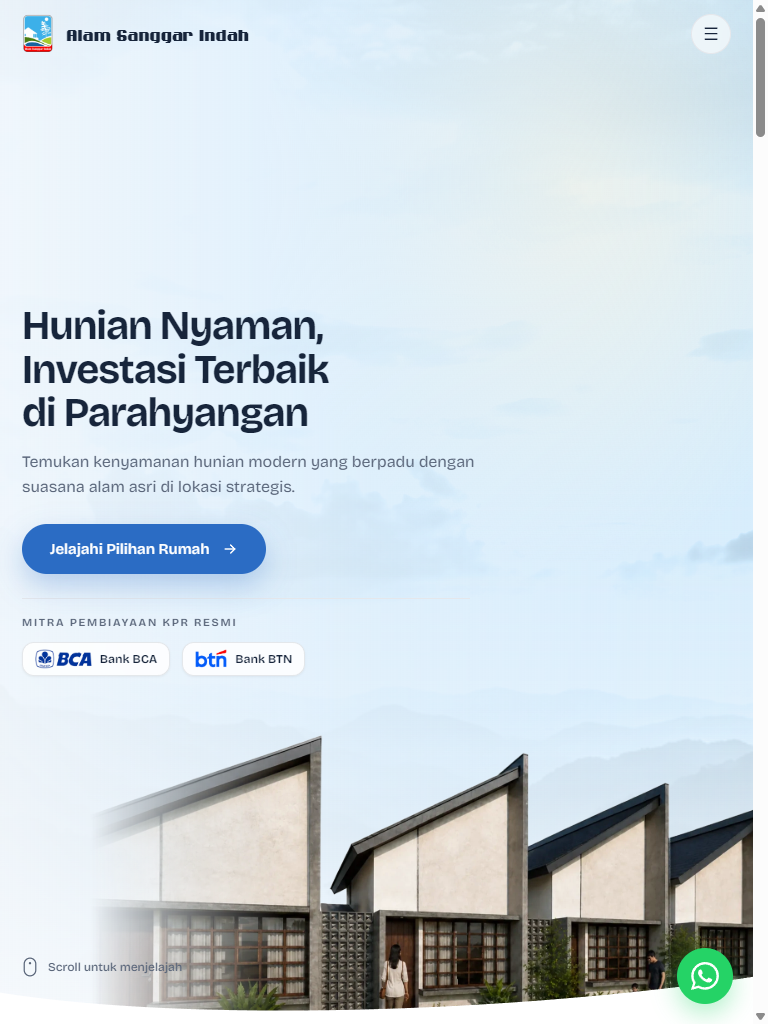 Alam Sanggar Indah
Hunian Nyaman,
Investasi Terbaik
di Parahyangan
Temukan kenyamanan hunian modern yang berpadu dengan
suasana alam asri di lokasi strategis.
Jelajahi Pilihan Rumah
MITRA PEMBIAYAAN KPR RESMI
BCA Bank BCA
btn Bank BTN
Scroll untuk menjelajah